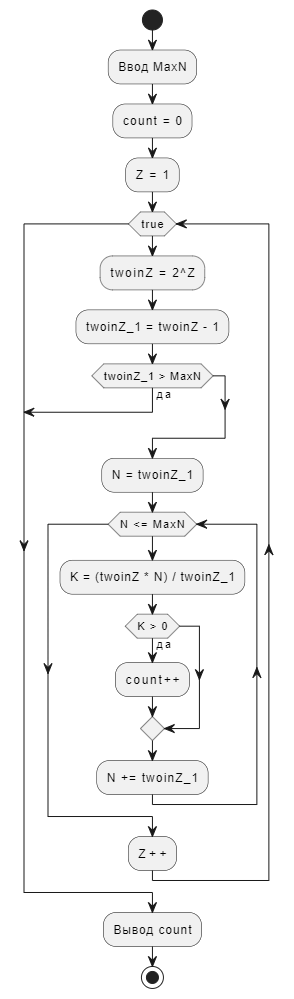 Ввод MaxN
count = 0
Z = 1
true
twoinZ = 2^Z
twoinZ_1 = twoinZ - 1
twoinZ_1 > MaxN
да
N = twoinZ_1
N <= MaxN
K = (twoinZ * N) / twoinZ_1
K > 0
да
count++
N += twoinZ_1
Z++
Вывод count